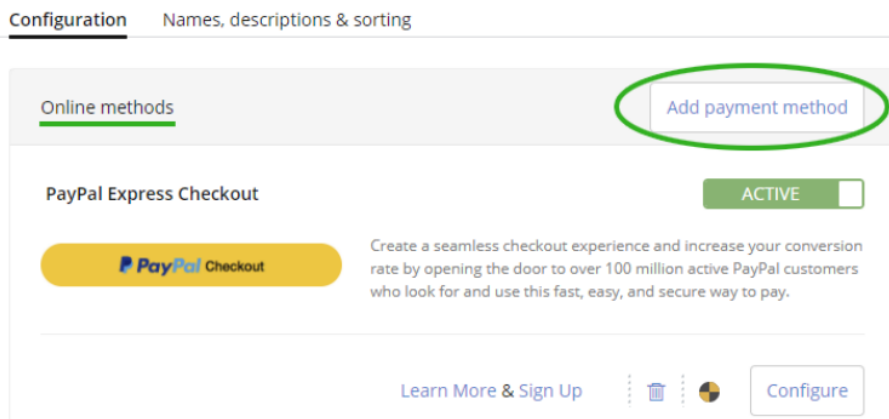 Configuration Names, descriptions & sorting
Online methods Add payment method
PayPal Express Checkout ACTIVE
PayPal Checkout
Create a seamless checkout experience and increase your conversion
rate by opening the door to over 100 million active PayPal customers
who look for and use this fast, easy, and secure way to pay.
Learn More & Sign Up Configure